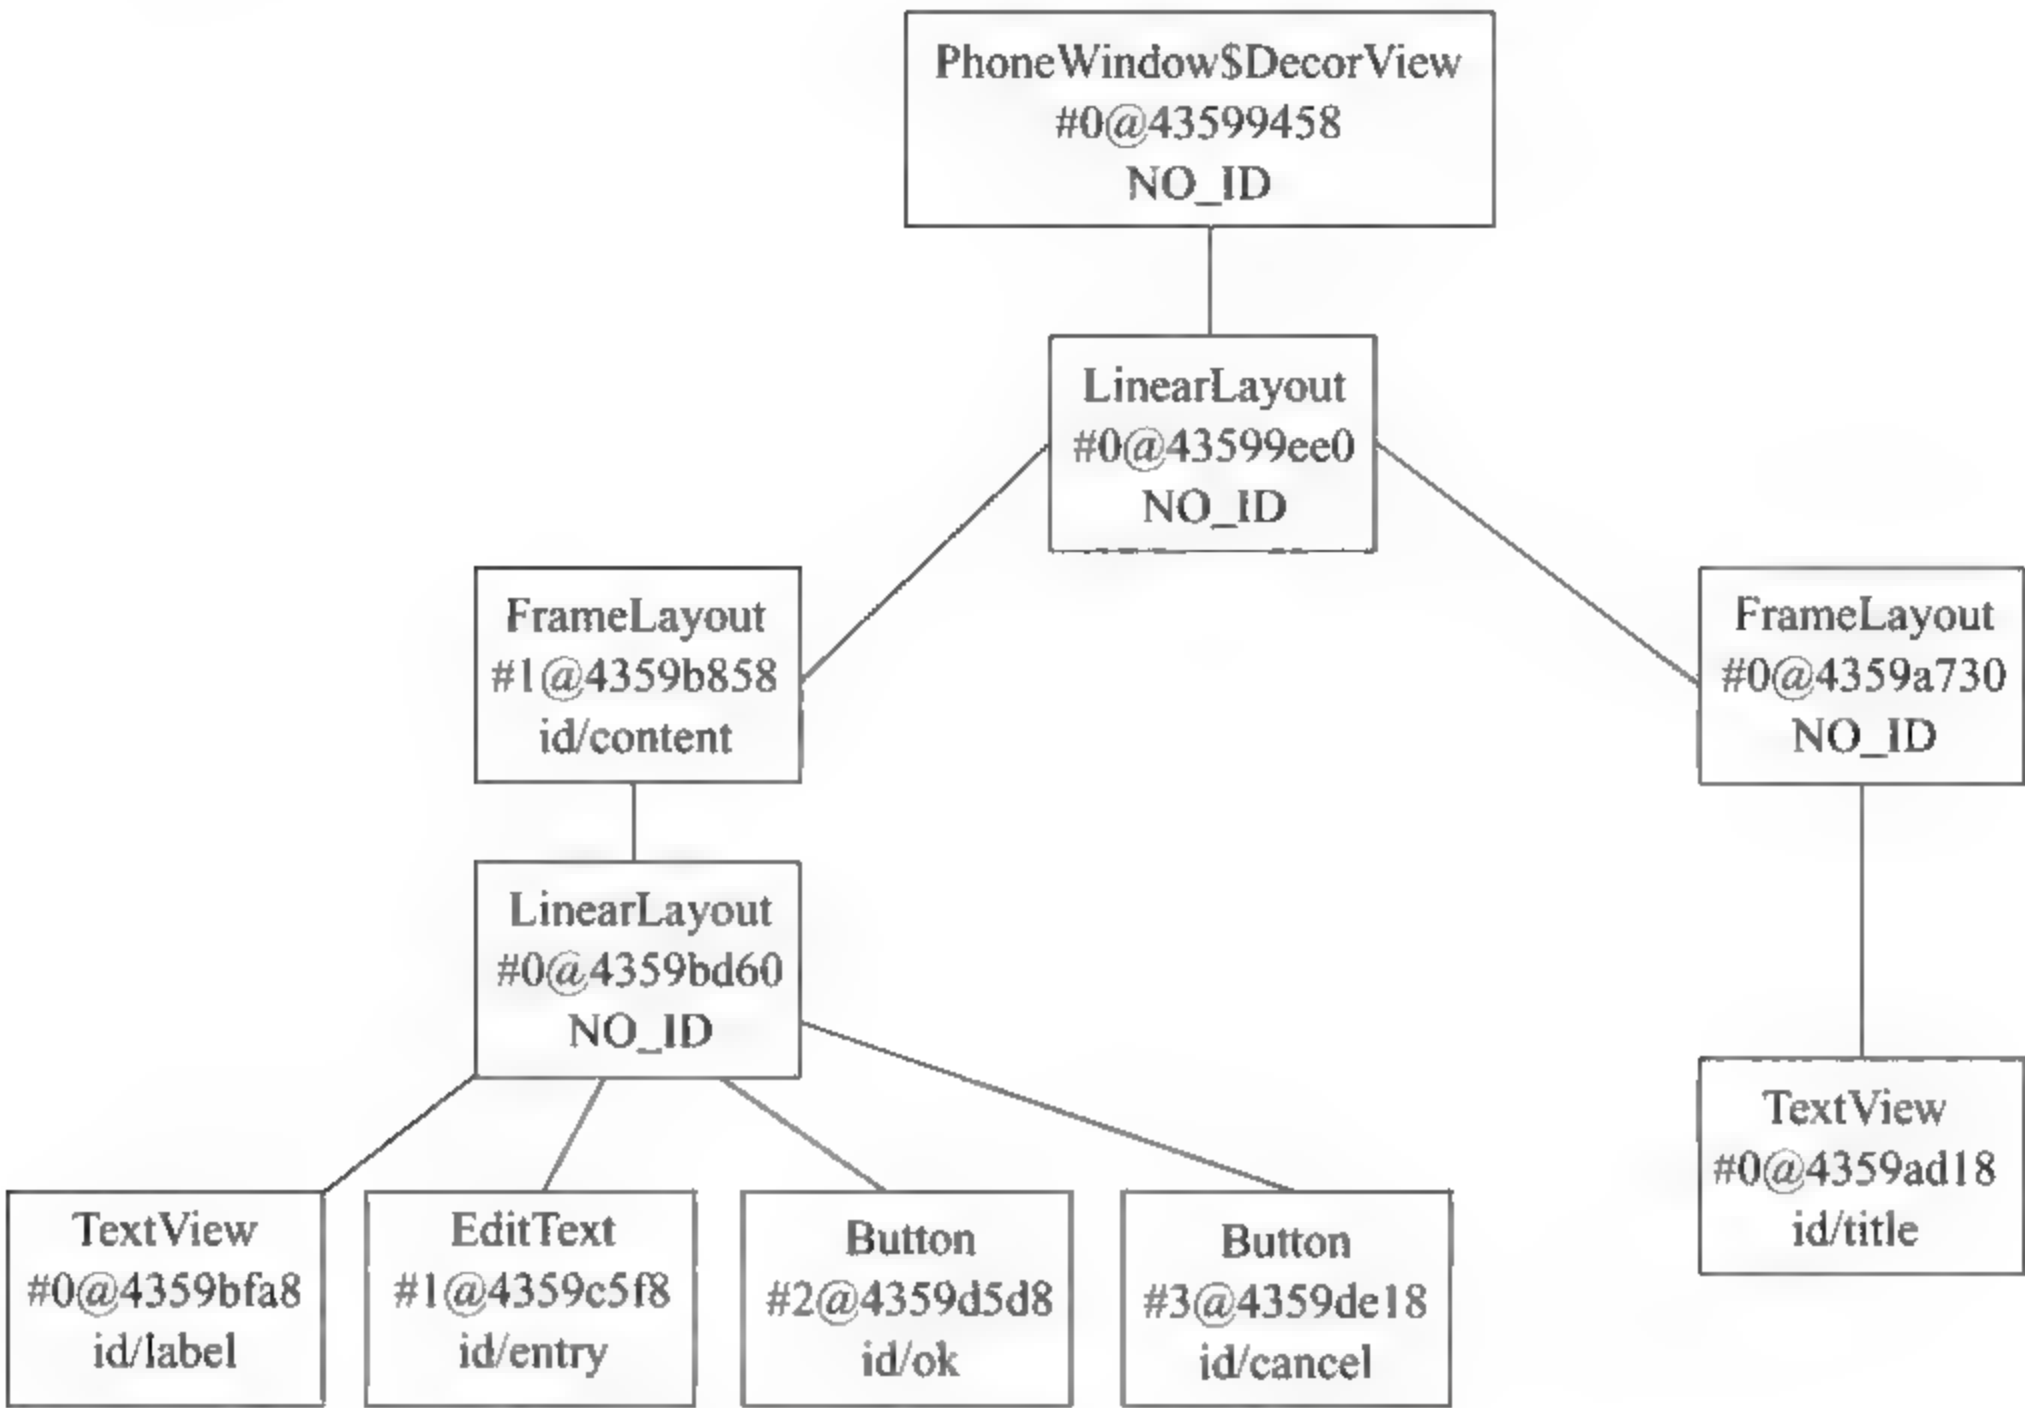 PhoneWindow$DecorView
#0@43599458
NO_ID
LinearLayout
#0@43599ee0
NO_ID
FrameLayout
#1@4359b858
id/content
FrameLayout
#0@4359a730
NO_ID
LinearLayout
#0@4359bd60
NO_ID
TextView
#0@4359ad18
id/title
TextView
#0@4359bfa8
id/label
EditText
#1@4359c5f8
id/entry
Button
#2@4359d5d8
id/ok
Button
#3@4359de18
id/cancel